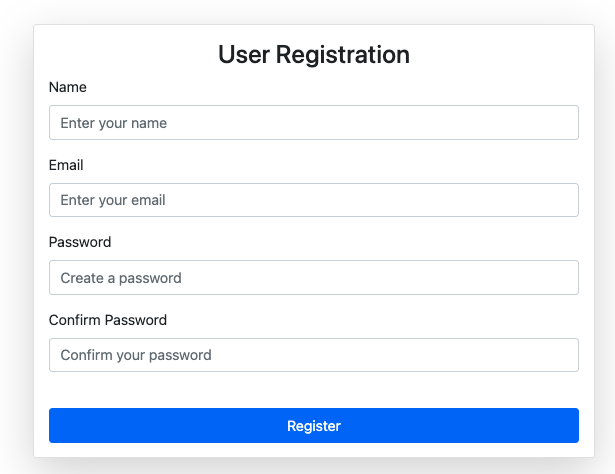 User Registration
Name
Enter your name
Email
Enter your email
Password
Create a password
Confirm Password
Confirm your password
Register